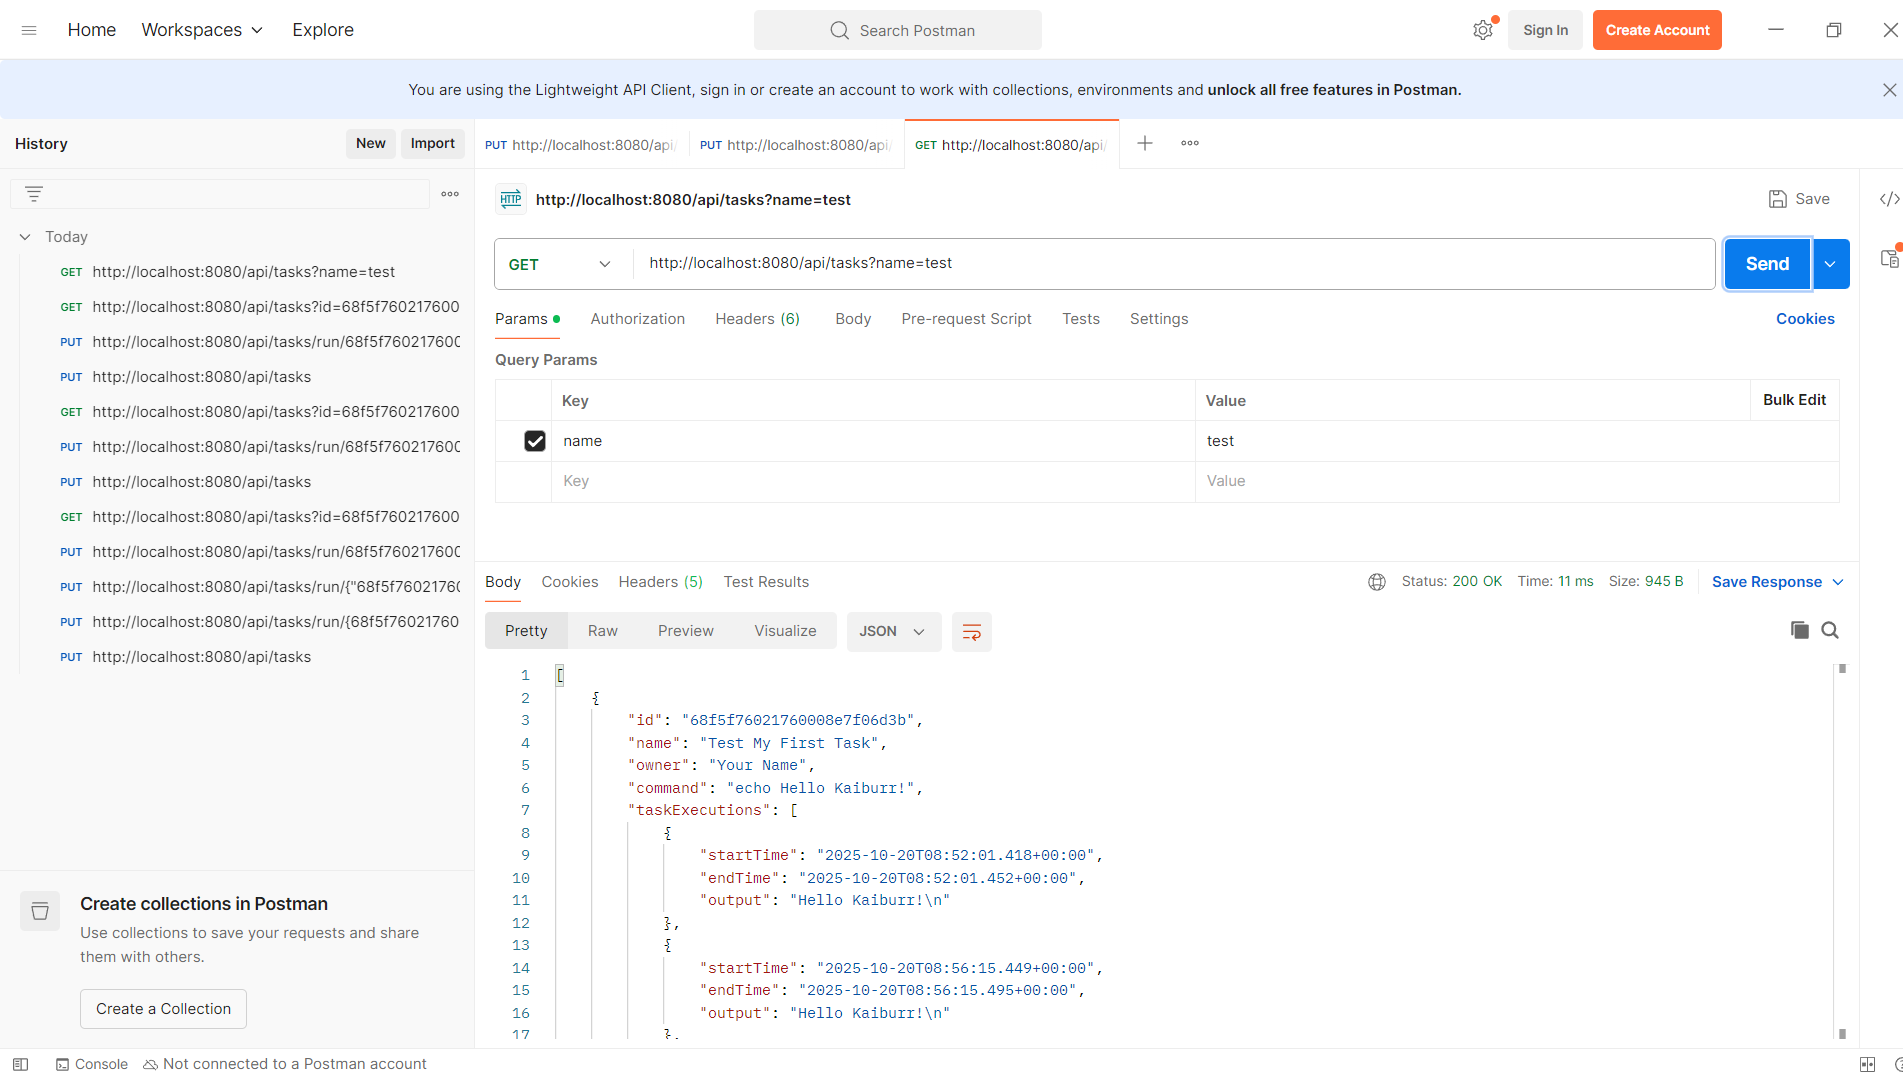 Home Workspaces Explore Search Postman Sign In Create Account
You are using the Lightweight API Client, sign in or create an account to work with collections, environments and unlock all free features in Postman.
History New Import
PUT http://localhost:8080/api/ PUT http://localhost:8080/api/ GET http://localhost:8080/api/
Today
GET http://localhost:8080/api/tasks?name=test
GET http://localhost:8080/api/tasks?id=68f5f760217600
PUT http://localhost:8080/api/tasks/run/68f5f760217600
PUT http://localhost:8080/api/tasks
GET http://localhost:8080/api/tasks?id=68f5f760217600
PUT http://localhost:8080/api/tasks/run/68f5f760217600
PUT http://localhost:8080/api/tasks
GET http://localhost:8080/api/tasks?id=68f5f760217600
PUT http://localhost:8080/api/tasks/run/68f5f760217600
PUT http://localhost:8080/api/tasks/run/{"68f5f760217600
PUT http://localhost:8080/api/tasks/run/{68f5f76021760
PUT http://localhost:8080/api/tasks
Create collections in Postman
Use collections to save your requests and share
them with others.
Create a Collection
HTTP http://localhost:8080/api/tasks?name=test Save
GET http://localhost:8080/api/tasks?name=test Send
Params Authorization Headers (6) Body Pre-request Script Tests Settings Cookies
Query Params
Key Value Bulk Edit
name test
Key Value
Body Cookies Headers (5) Test Results Status: 200 OK Time: 11 ms Size: 945 B Save Response
Pretty Raw Preview Visualize JSON
1 [
2 {
3 "id": "68f5f76021760008e7f06d3b",
4 "name": "Test My First Task",
5 "owner": "Your Name",
6 "command": "echo Hello Kaiburr!",
7 "taskExecutions": [
8 {
9 "startTime": "2025-10-20T08:52:01.418+00:00",
10 "endTime": "2025-10-20T08:52:01.452+00:00",
11 "output": "Hello Kaiburr!\n"
12 },
13 {
14 "startTime": "2025-10-20T08:56:15.449+00:00",
15 "endTime": "2025-10-20T08:56:15.495+00:00",
16 "output": "Hello Kaiburr!\n"
17 },
Console Not connected to a Postman account